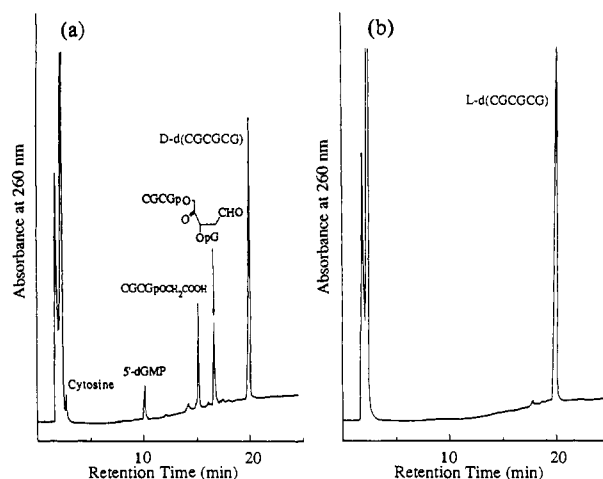 (a)
Absorbance at 260 nm
D-d(CGCGCG)
CGCGpO
CHO
O
OpG
CGCGpOCH₂COOH
5'-dGMP
Cytosine
10
20
Retention Time (min)
(b)
Absorbance at 260 nm
L-d(CGCGCG)
10
20
Retention Time (min)